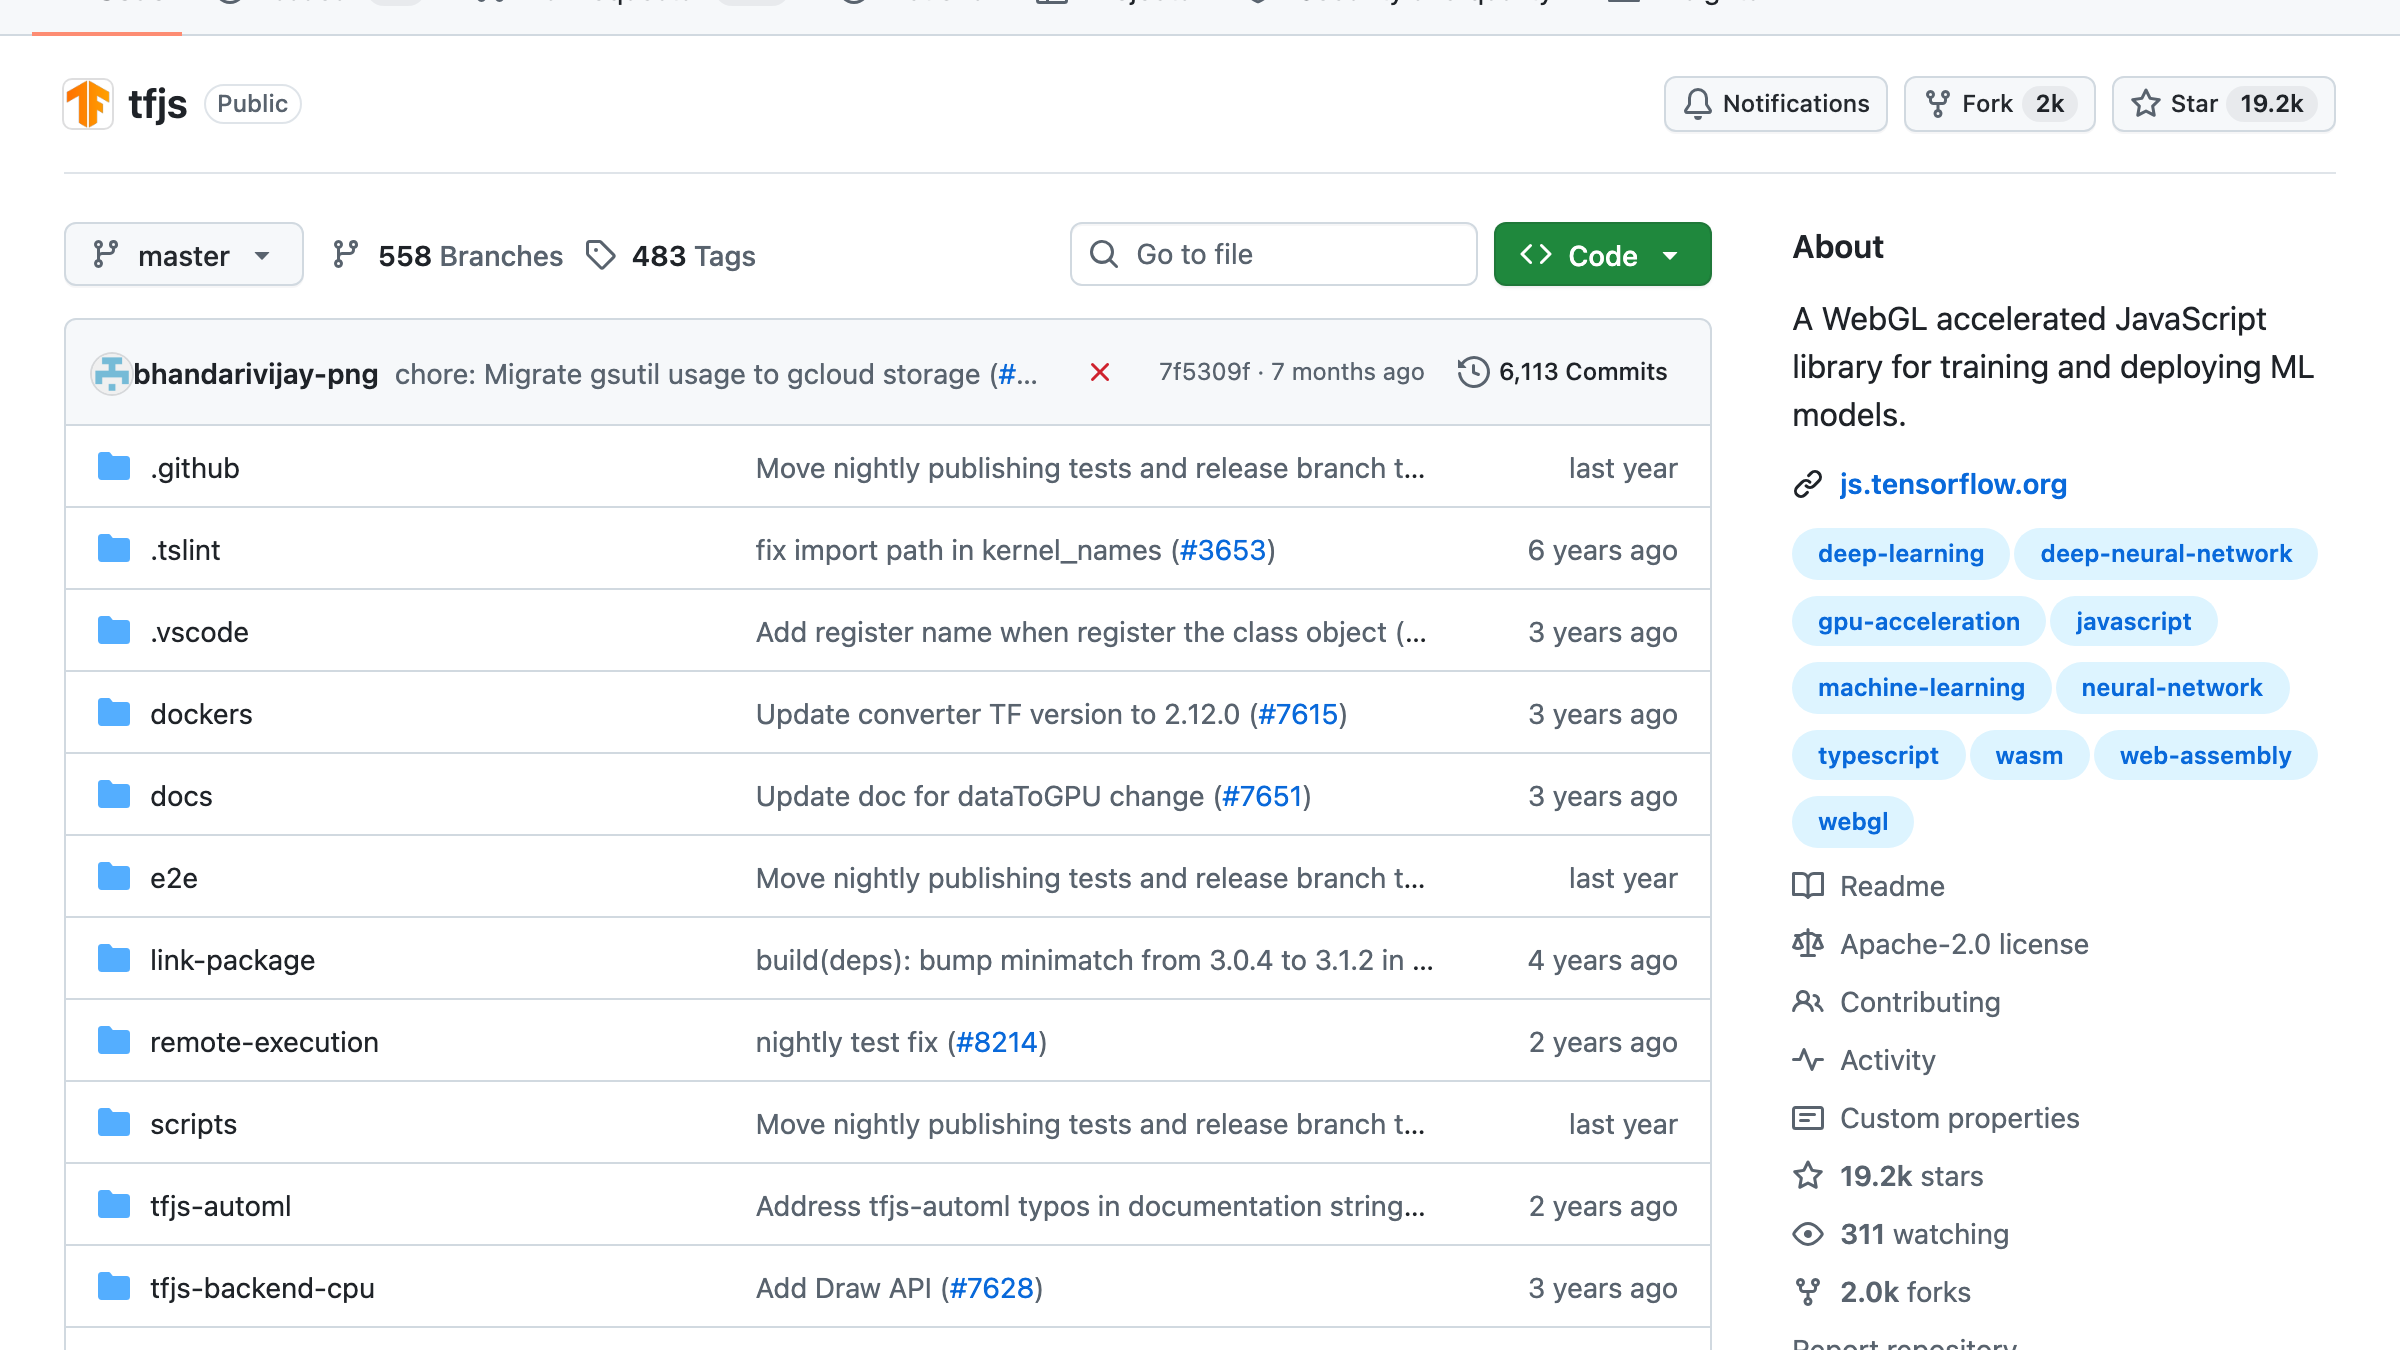 tfjs Public Notifications Fork 2k Star 19.2k
master 558 Branches 483 Tags Go to file Code
bhandarivijay-png chore: Migrate gsutil usage to gcloud storage (#... 7f5309f · 7 months ago 6,113 Commits
.github Move nightly publishing tests and release branch t... last year
.tslint fix import path in kernel_names (#3653) 6 years ago
.vscode Add register name when register the class object (... 3 years ago
dockers Update converter TF version to 2.12.0 (#7615) 3 years ago
docs Update doc for dataToGPU change (#7651) 3 years ago
e2e Move nightly publishing tests and release branch t... last year
link-package build(deps): bump minimatch from 3.0.4 to 3.1.2 in ... 4 years ago
remote-execution nightly test fix (#8214) 2 years ago
scripts Move nightly publishing tests and release branch t... last year
tfjs-automl Address tfjs-automl typos in documentation string... 2 years ago
tfjs-backend-cpu Add Draw API (#7628) 3 years ago
About
A WebGL accelerated JavaScript
library for training and deploying ML
models.
js.tensorflow.org
deep-learning deep-neural-network
gpu-acceleration javascript
machine-learning neural-network
typescript wasm web-assembly
webgl
Readme
Apache-2.0 license
Contributing
Activity
Custom properties
19.2k stars
311 watching
2.0k forks
Report repository